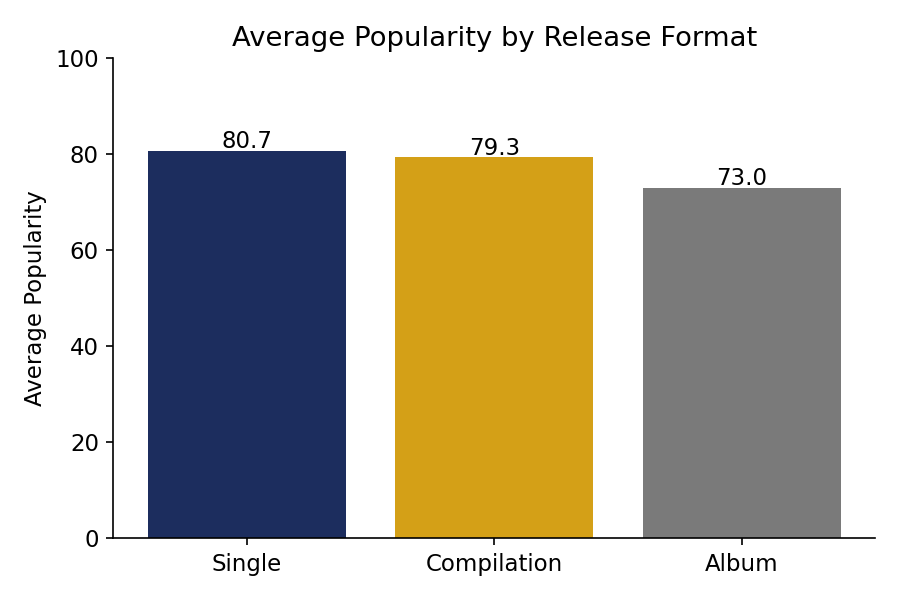 Average Popularity by Release Format
Average Popularity
100
80
60
40
20
0
80.7
79.3
73.0
Single
Compilation
Album